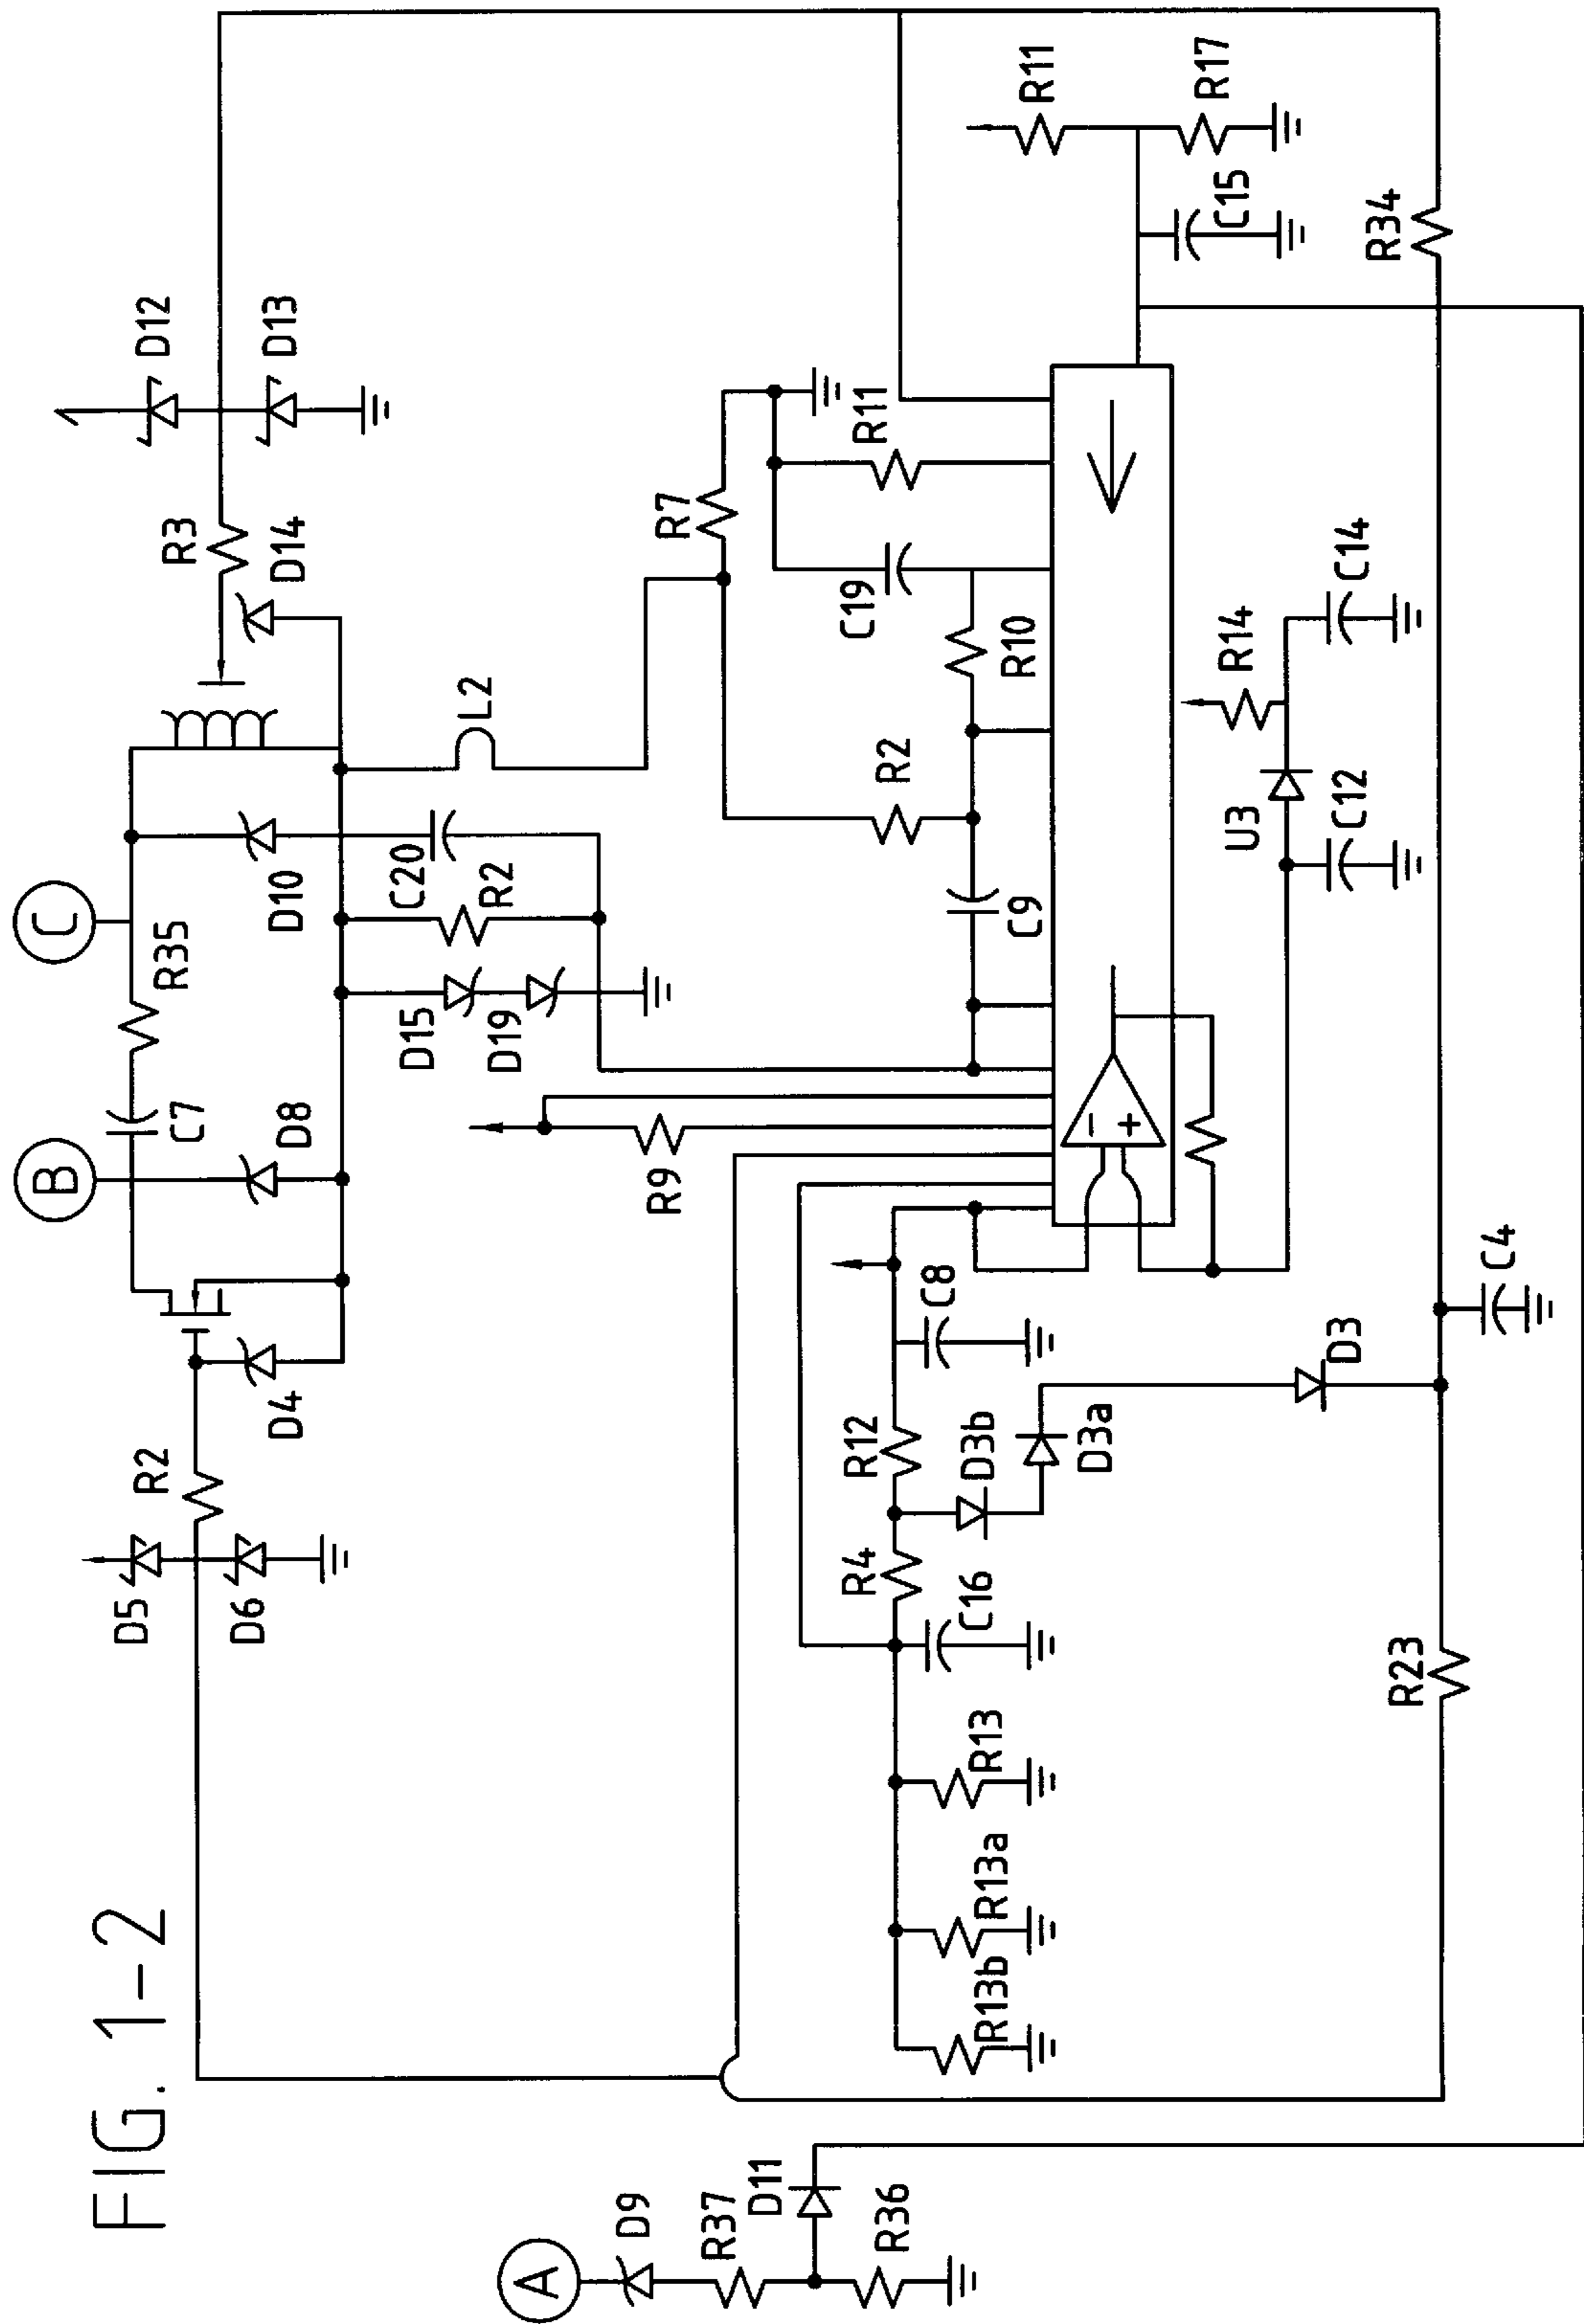 FIG. 1-2
A
D9
R37
D11
R36
B
C
D5
D6
R2
D4
D8
C7
R35
D10
D15
D19
C20
R2
L2
R3
D14
D12
D13
R9
R7
R2
C9
R10
C19
R11
R11
R17
C15
R34
R13b
R13a
R13
C16
R4
R12
C8
D3b
D3a
D3
R23
C4
-
+
U3
C12
R14
C14